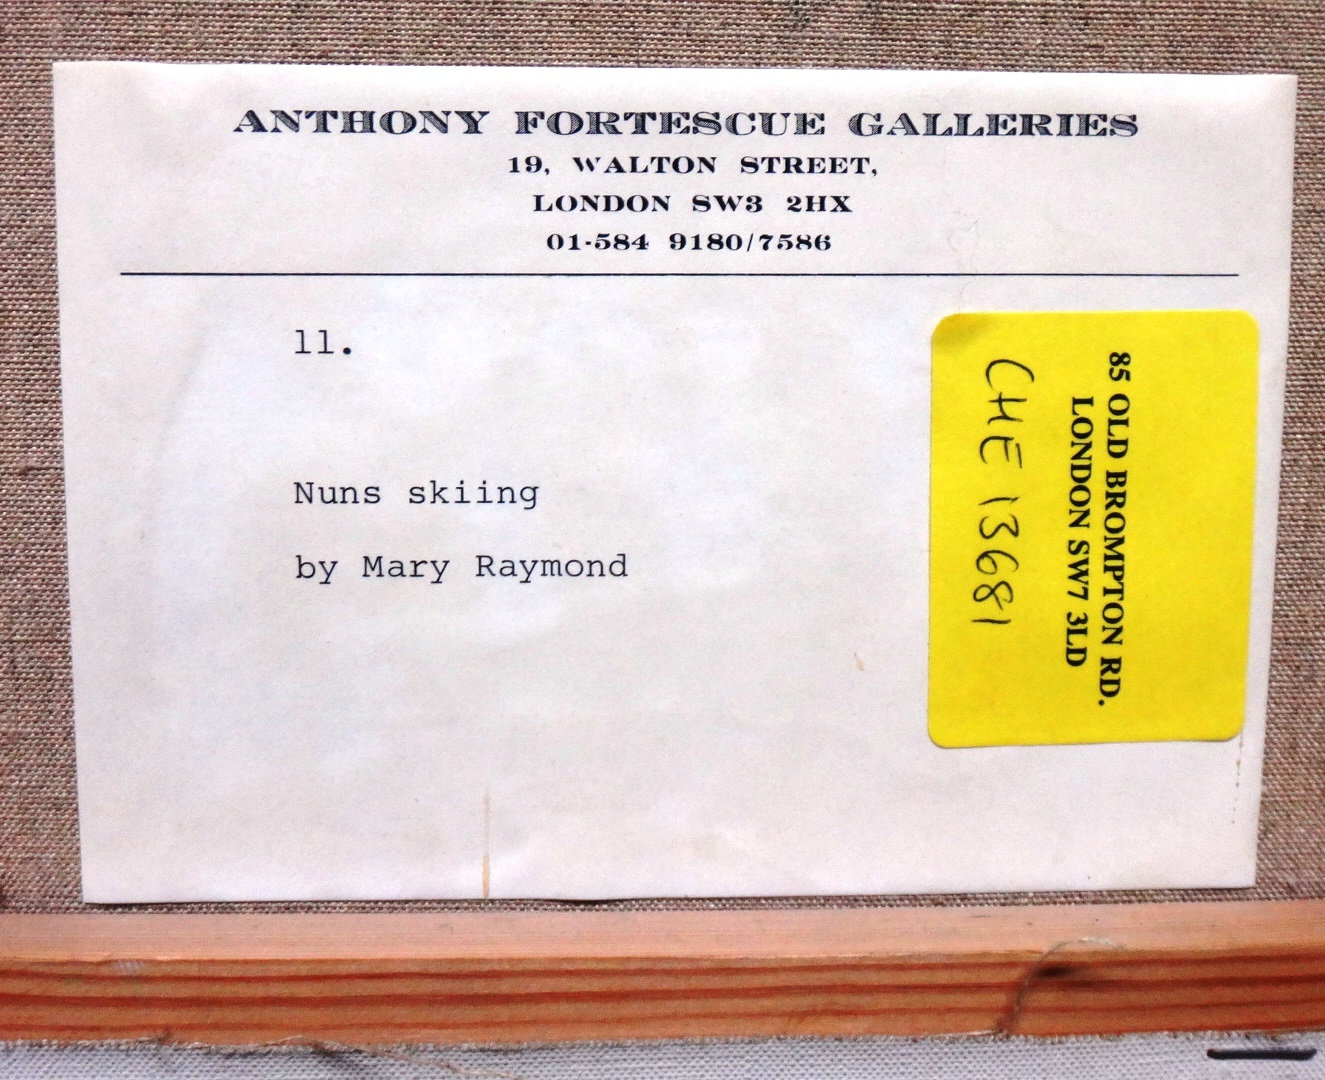 ANTHONY FORTESCUE GALLERIES
19, WALTON STREET,
LONDON SW3 2HX
01-584 9180/7586
11.
Nuns skiing
by Mary Raymond
85 OLD BROMPTON RD.
LONDON SW7 3LD
CHE 13681